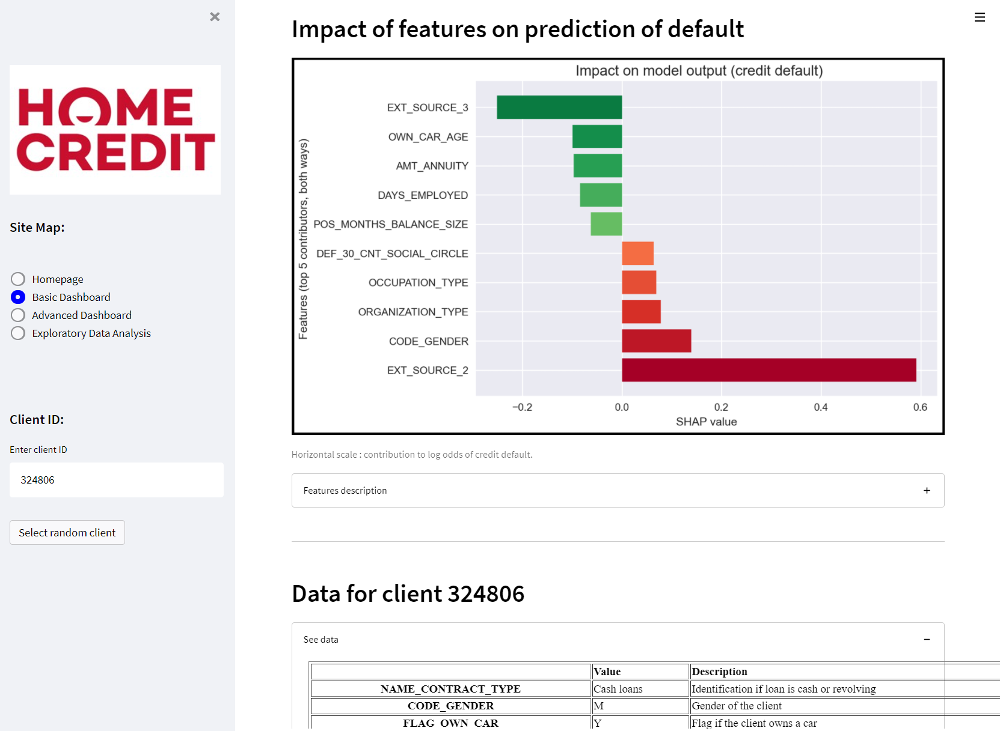 ×
HOME
CREDIT
Site Map:
Homepage
Basic Dashboard
Advanced Dashboard
Exploratory Data Analysis
Client ID:
Enter client ID
324806
Select random client
Impact of features on prediction of default
Impact on model output (credit default)
Features (top 5 contributors, both ways)
EXT_SOURCE_3
OWN_CAR_AGE
AMT_ANNUITY
DAYS_EMPLOYED
POS_MONTHS_BALANCE_SIZE
DEF_30_CNT_SOCIAL_CIRCLE
OCCUPATION_TYPE
ORGANIZATION_TYPE
CODE_GENDER
EXT_SOURCE_2
−0.2 0.0 0.2 0.4 0.6
SHAP value
Horizontal scale : contribution to log odds of credit default.
Features description +
Data for client 324806
See data −
Value Description
NAME_CONTRACT_TYPE Cash loans Identification if loan is cash or revolving
CODE_GENDER M Gender of the client
FLAG_OWN_CAR Y Flag if the client owns a car